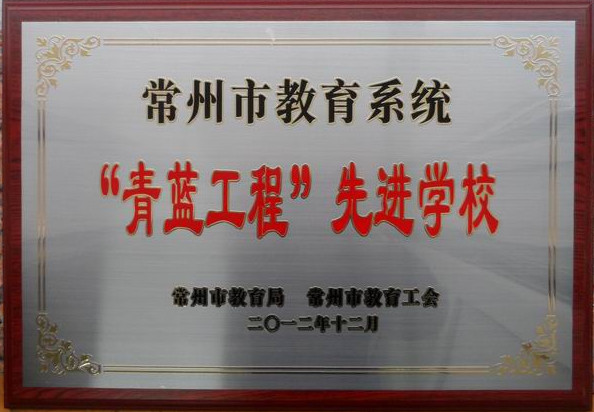 常州市教育系统
“青蓝工程”先进学校
常州市教育局 常州市教育工会
二〇一二年十二月